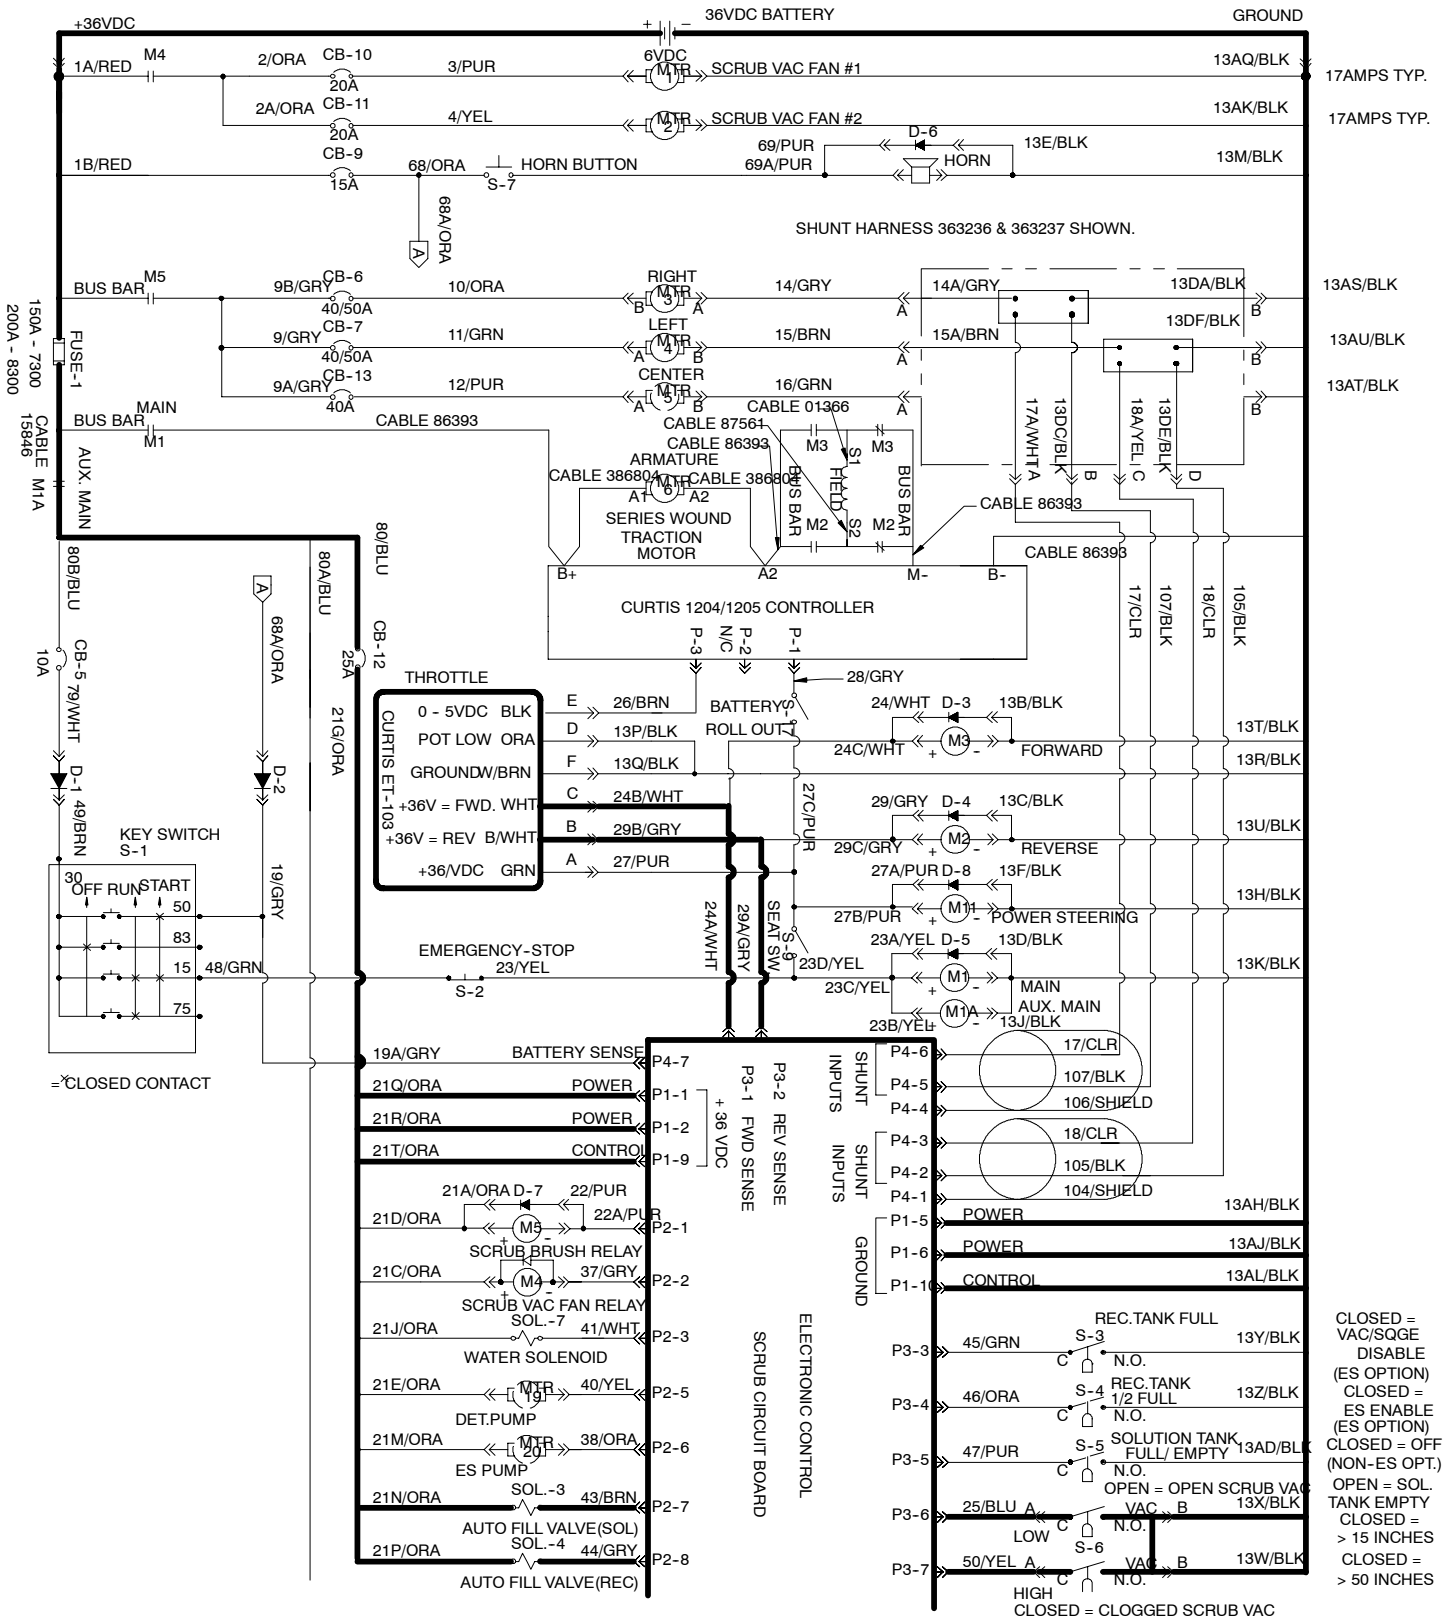 +36VDC
36VDC BATTERY
GROUND
+ -
6VDC
1A/RED
M4
2/ORA
CB-10
20A
3/PUR
MTR
1
SCRUB VAC FAN #1
13AQ/BLK
17AMPS TYP.
2A/ORA
CB-11
20A
4/YEL
MTR
2
SCRUB VAC FAN #2
13AK/BLK
17AMPS TYP.
1B/RED
CB-9
15A
68/ORA
S-7
HORN BUTTON
69/PUR
69A/PUR
D-6
HORN
13E/BLK
13M/BLK
68A/ORA
A
SHUNT HARNESS 363236 & 363237 SHOWN.
BUS BAR
M5
9B/GRY
CB-6
40/50A
10/ORA
RIGHT
B
MTR
3
A
14/GRY
A
14A/GRY
13DA/BLK
B
13AS/BLK
9/GRY
CB-7
40/50A
11/GRN
LEFT
A
MTR
4
B
15/BRN
A
15A/BRN
13DF/BLK
B
13AU/BLK
9A/GRY
CB-13
40A
12/PUR
CENTER
A
MTR
5
B
16/GRN
A
B
13AT/BLK
150A - 7300
200A - 8300
FUSE-1
CABLE
15846
M1A
AUX. MAIN
BUS BAR
MAIN
M1
CABLE 86393
CABLE 01366
CABLE 87561
CABLE 86393
ARMATURE
CABLE 386804
A1
MTR
6
A2
CABLE 386804
SERIES WOUND
TRACTION
MOTOR
M3
M3
BUS BAR
S1
FIELD
S2
BUS BAR
M2
M2
CABLE 86393
CABLE 86393
17A/WHT
A
13DC/BLK
B
18A/YEL
C
13DE/BLK
D
17/CLR
107/BLK
18/CLR
105/BLK
B+
A2
M-
B-
CURTIS 1204/1205 CONTROLLER
P-3
N/C
P-2
P-1
80B/BLU
80A/BLU
80/BLU
A
68A/ORA
CB-5
10A
79/WHT
CB-12
25A
21G/ORA
D-1
49/BRN
D-2
19/GRY
THROTTLE
CURTIS ET-103
0 - 5VDC BLK
E
26/BRN
POT LOW ORA
D
13P/BLK
GROUND W/BRN
F
13Q/BLK
+36V = FWD. WHT
C
24B/WHT
+36V = REV B/WHT
B
29B/GRY
+36/VDC GRN
A
27/PUR
28/GRY
BATTERY
ROLL OUT
27C/PUR
24/WHT
D-3
13B/BLK
24C/WHT
+
M3
-
FORWARD
13T/BLK
13R/BLK
29/GRY
D-4
13C/BLK
29C/GRY
+
M2
-
REVERSE
13U/BLK
27A/PUR
D-8
13F/BLK
27B/PUR
+
M11
-
POWER STEERING
13H/BLK
23A/YEL
D-5
13D/BLK
23D/YEL
23C/YEL
+
M1
-
MAIN
13K/BLK
AUX. MAIN
23B/YEL
+
M1A
-
13J/BLK
24A/WHT
29A/GRY
SEAT SW
S-9
KEY SWITCH
S-1
30
OFF RUN START
50
83
15
75
48/GRN
EMERGENCY-STOP
23/YEL
S-2
=X CLOSED CONTACT
19A/GRY
BATTERY SENSE
P4-7
21Q/ORA
POWER
P1-1
21R/ORA
POWER
P1-2
21T/ORA
CONTROL
P1-9
+ 36 VDC
P3-1 FWD SENSE
P3-2 REV SENSE
SHUNT
INPUTS
P4-6
17/CLR
P4-5
107/BLK
P4-4
106/SHIELD
SHUNT
INPUTS
P4-3
18/CLR
P4-2
105/BLK
P4-1
104/SHIELD
GROUND
P1-5
POWER
13AH/BLK
P1-6
POWER
13AJ/BLK
P1-10
CONTROL
13AL/BLK
21A/ORA
D-7
22/PUR
21D/ORA
+
M5
-
22A/PUR
P2-1
SCRUB BRUSH RELAY
21C/ORA
+
M4
-
37/GRY
P2-2
SCRUB VAC FAN RELAY
21J/ORA
SOL.-7
41/WHT
P2-3
WATER SOLENOID
21E/ORA
MTR
19
40/YEL
P2-5
DET.PUMP
21M/ORA
MTR
20
38/ORA
P2-6
ES PUMP
21N/ORA
SOL.-3
43/BRN
P2-7
AUTO FILL VALVE(SOL)
21P/ORA
SOL.-4
44/GRY
P2-8
AUTO FILL VALVE(REC)
SCRUB CIRCUIT BOARD
ELECTRONIC CONTROL
REC.TANK FULL
P3-3
45/GRN
C
S-3
N.O.
13Y/BLK
P3-4
46/ORA
C
S-4
REC.TANK
1/2 FULL
N.O.
13Z/BLK
P3-5
47/PUR
C
S-5
SOLUTION TANK
FULL/ EMPTY
N.O.
13AD/BLK
OPEN = OPEN SCRUB VAC
P3-6
25/BLU
A
LOW
C
VAC
N.O.
B
13X/BLK
S-6
P3-7
50/YEL
A
HIGH
C
VAC
N.O.
B
13W/BLK
CLOSED = CLOGGED SCRUB VAC
CLOSED =
VAC/SQGE
DISABLE
(ES OPTION)
CLOSED =
ES ENABLE
(ES OPTION)
CLOSED = OFF
(NON-ES OPT.)
OPEN = SOL.
TANK EMPTY
CLOSED =
> 15 INCHES
CLOSED =
> 50 INCHES